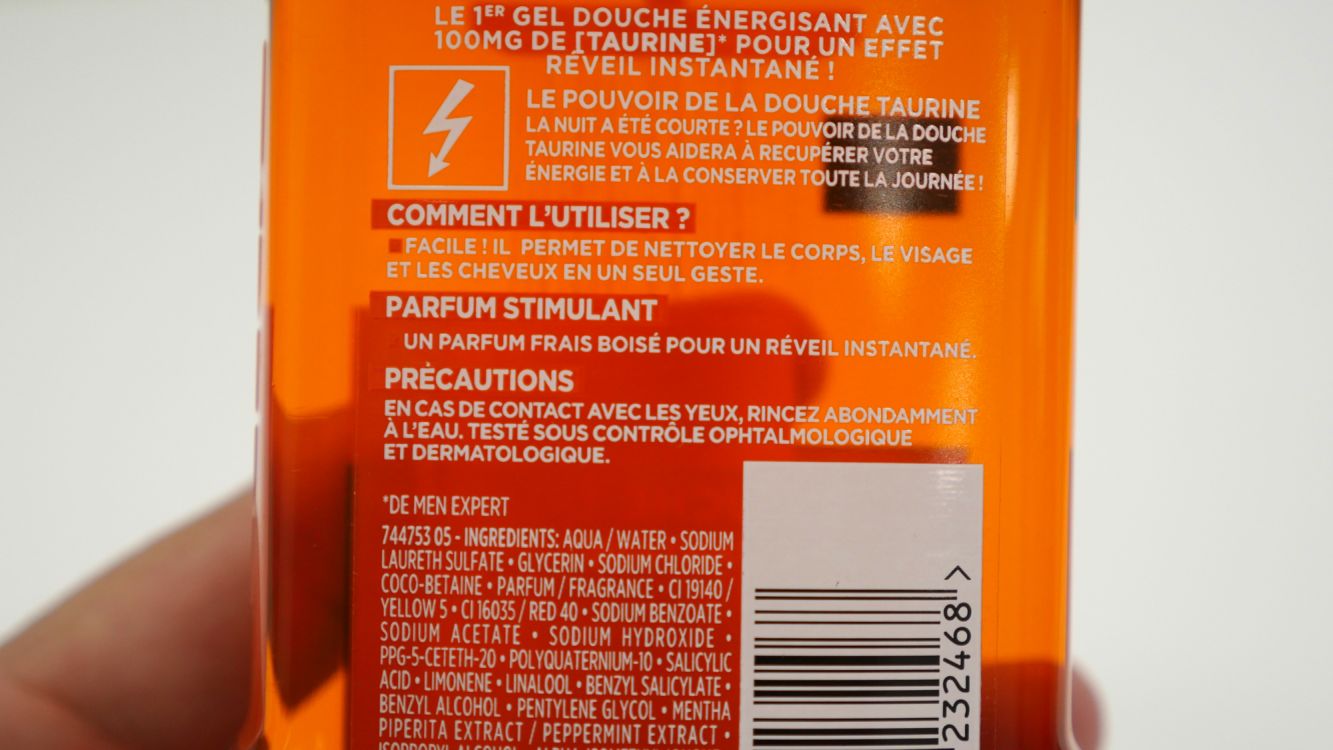 LE 1ER GEL DOUCHE ÉNERGISANT AVEC
100MG DE [TAURINE]* POUR UN EFFET
RÉVEIL INSTANTANÉ !
LE POUVOIR DE LA DOUCHE TAURINE
LA NUIT A ÉTÉ COURTE ? LE POUVOIR DE LA DOUCHE
TAURINE VOUS AIDERA À RECUPÉRER VOTRE
ÉNERGIE ET À LA CONSERVER TOUTE LA JOURNÉE !
COMMENT L'UTILISER ?
FACILE ! IL PERMET DE NETTOYER LE CORPS, LE VISAGE
ET LES CHEVEUX EN UN SEUL GESTE.
PARFUM STIMULANT
UN PARFUM FRAIS BOISÉ POUR UN RÉVEIL INSTANTANÉ.
PRÈCAUTIONS
EN CAS DE CONTACT AVEC LES YEUX, RINCEZ ABONDAMMENT
À L'EAU. TESTÉ SOUS CONTRÔLE OPHTALMOLOGIQUE
ET DERMATOLOGIQUE.
*DE MEN EXPERT
744753 05 - INGREDIENTS: AQUA / WATER • SODIUM
LAURETH SULFATE • GLYCERIN • SODIUM CHLORIDE •
COCO-BETAINE • PARFUM / FRAGRANCE • CI 19140 /
YELLOW 5 • CI 16035 / RED 40 • SODIUM BENZOATE •
SODIUM ACETATE • SODIUM HYDROXIDE •
PPG-5-CETETH-20 • POLYQUATERNIUM-10 • SALICYLIC
ACID • LIMONENE • LINALOOL • BENZYL SALICYLATE •
BENZYL ALCOHOL • PENTYLENE GLYCOL • MENTHA
PIPERITA EXTRACT / PEPPERMINT EXTRACT •
232468 >